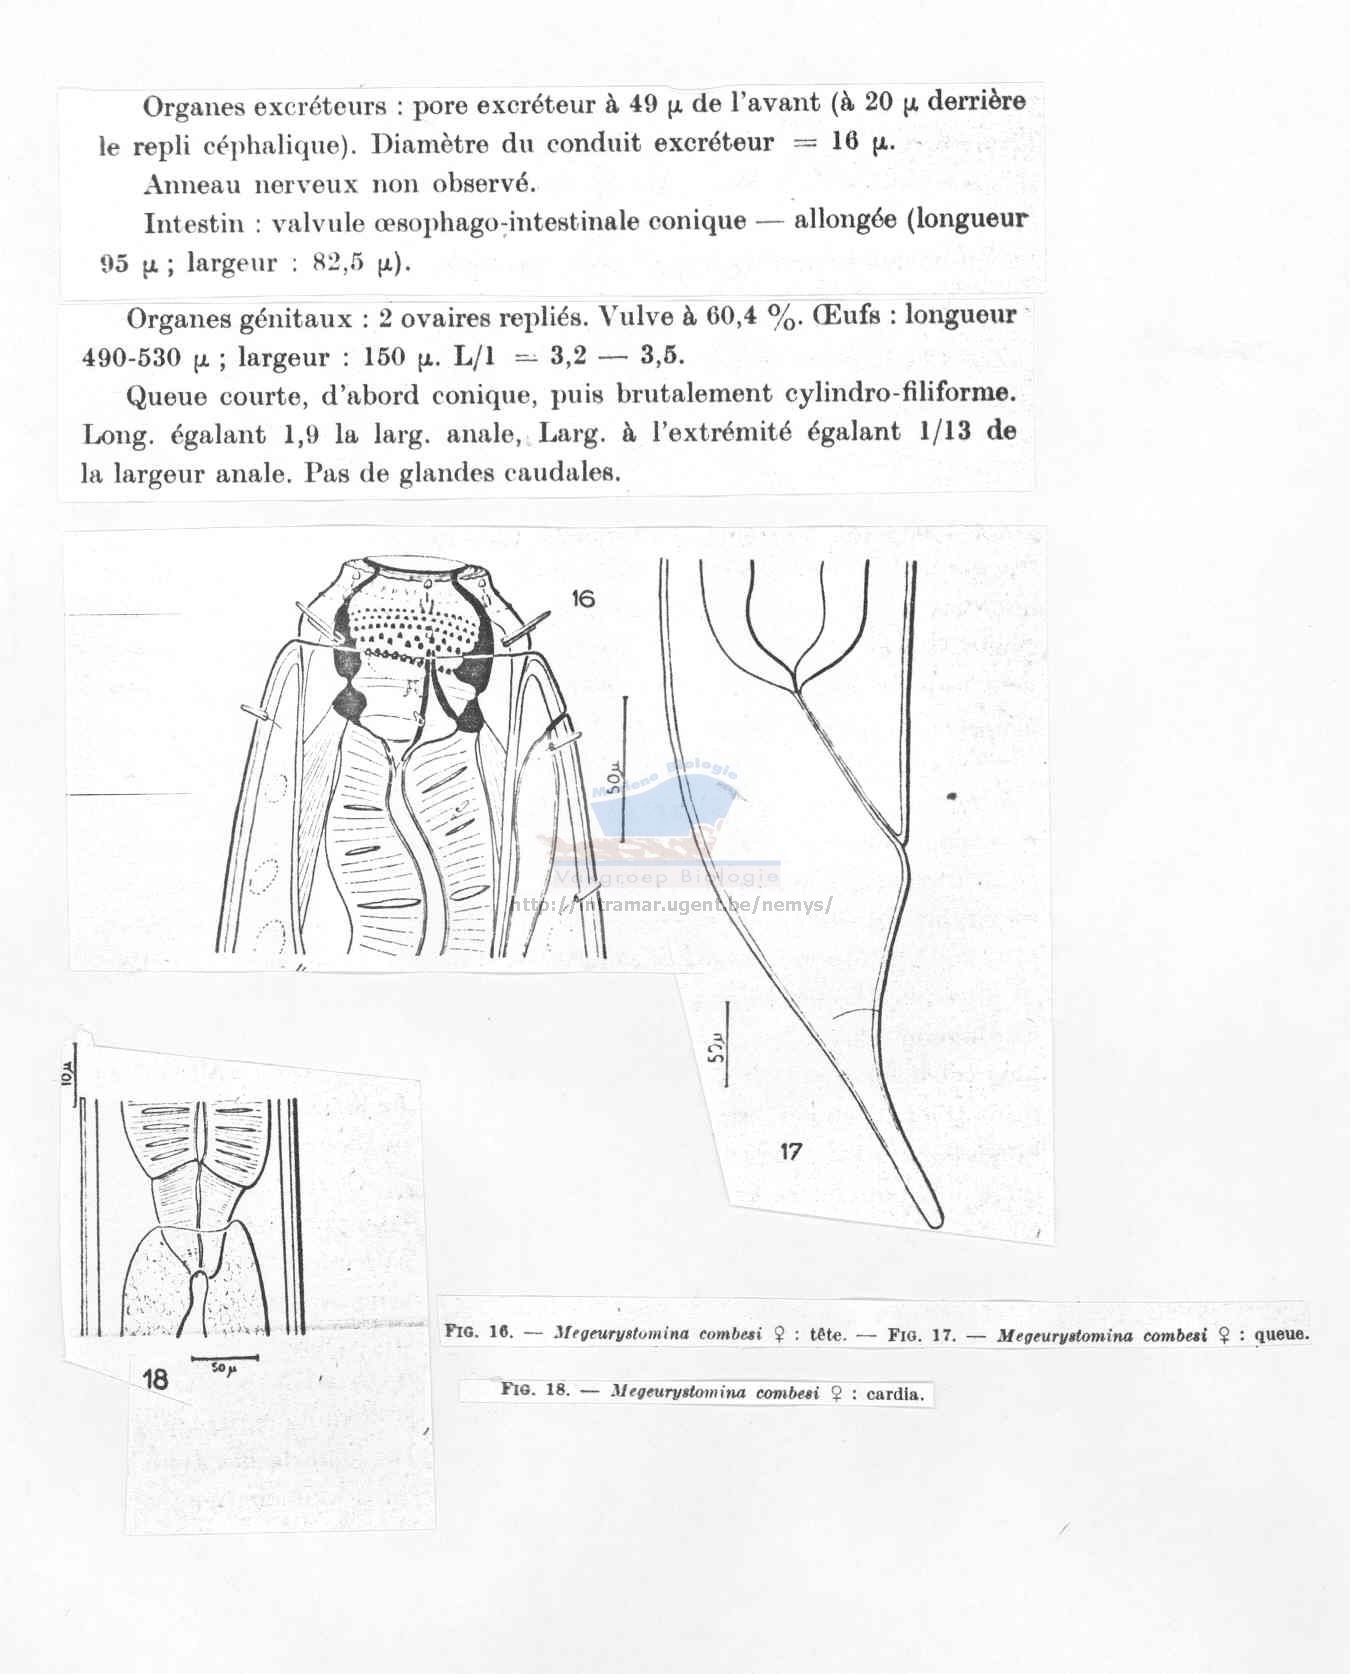 Organes excréteurs : pore excréteur à 49 µ de l'avant (à 20 µ derrière
le repli céphalique). Diamètre du conduit excréteur = 16 µ.
Anneau nerveux non observé.
Intestin : valvule œsophago-intestinale conique — allongée (longueur
95 µ ; largeur : 82,5 µ).
Organes génitaux : 2 ovaires repliés. Vulve à 60,4 %. Œufs : longueur
490-530 µ ; largeur : 150 µ. L/l = 3,2 — 3,5.
Queue courte, d'abord conique, puis brutalement cylindro-filiforme.
Long. égalant 1,9 la larg. anale, Larg. à l'extrémité égalant 1/13 de
la largeur anale. Pas de glandes caudales.
16
50µ
Mariene Biologie
Vakgroep Biologie
http://intramar.ugent.be/nemys/
50µ
17
10µ
18
50µ
FIG. 16. — Megeurystomina combesi ♀ : tête. — FIG. 17. — Megeurystomina combesi ♀ : queue.
FIG. 18. — Megeurystomina combesi ♀ : cardia.